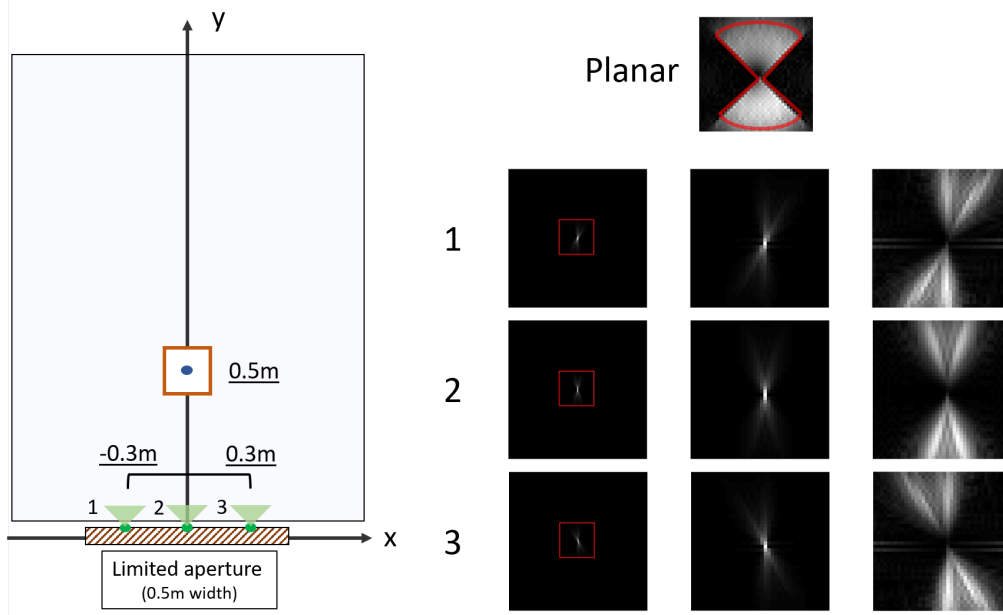 y
Planar
0.5m
-0.3m
0.3m
1
2
3
x
Limited aperture
(0.5m width)
1
2
3